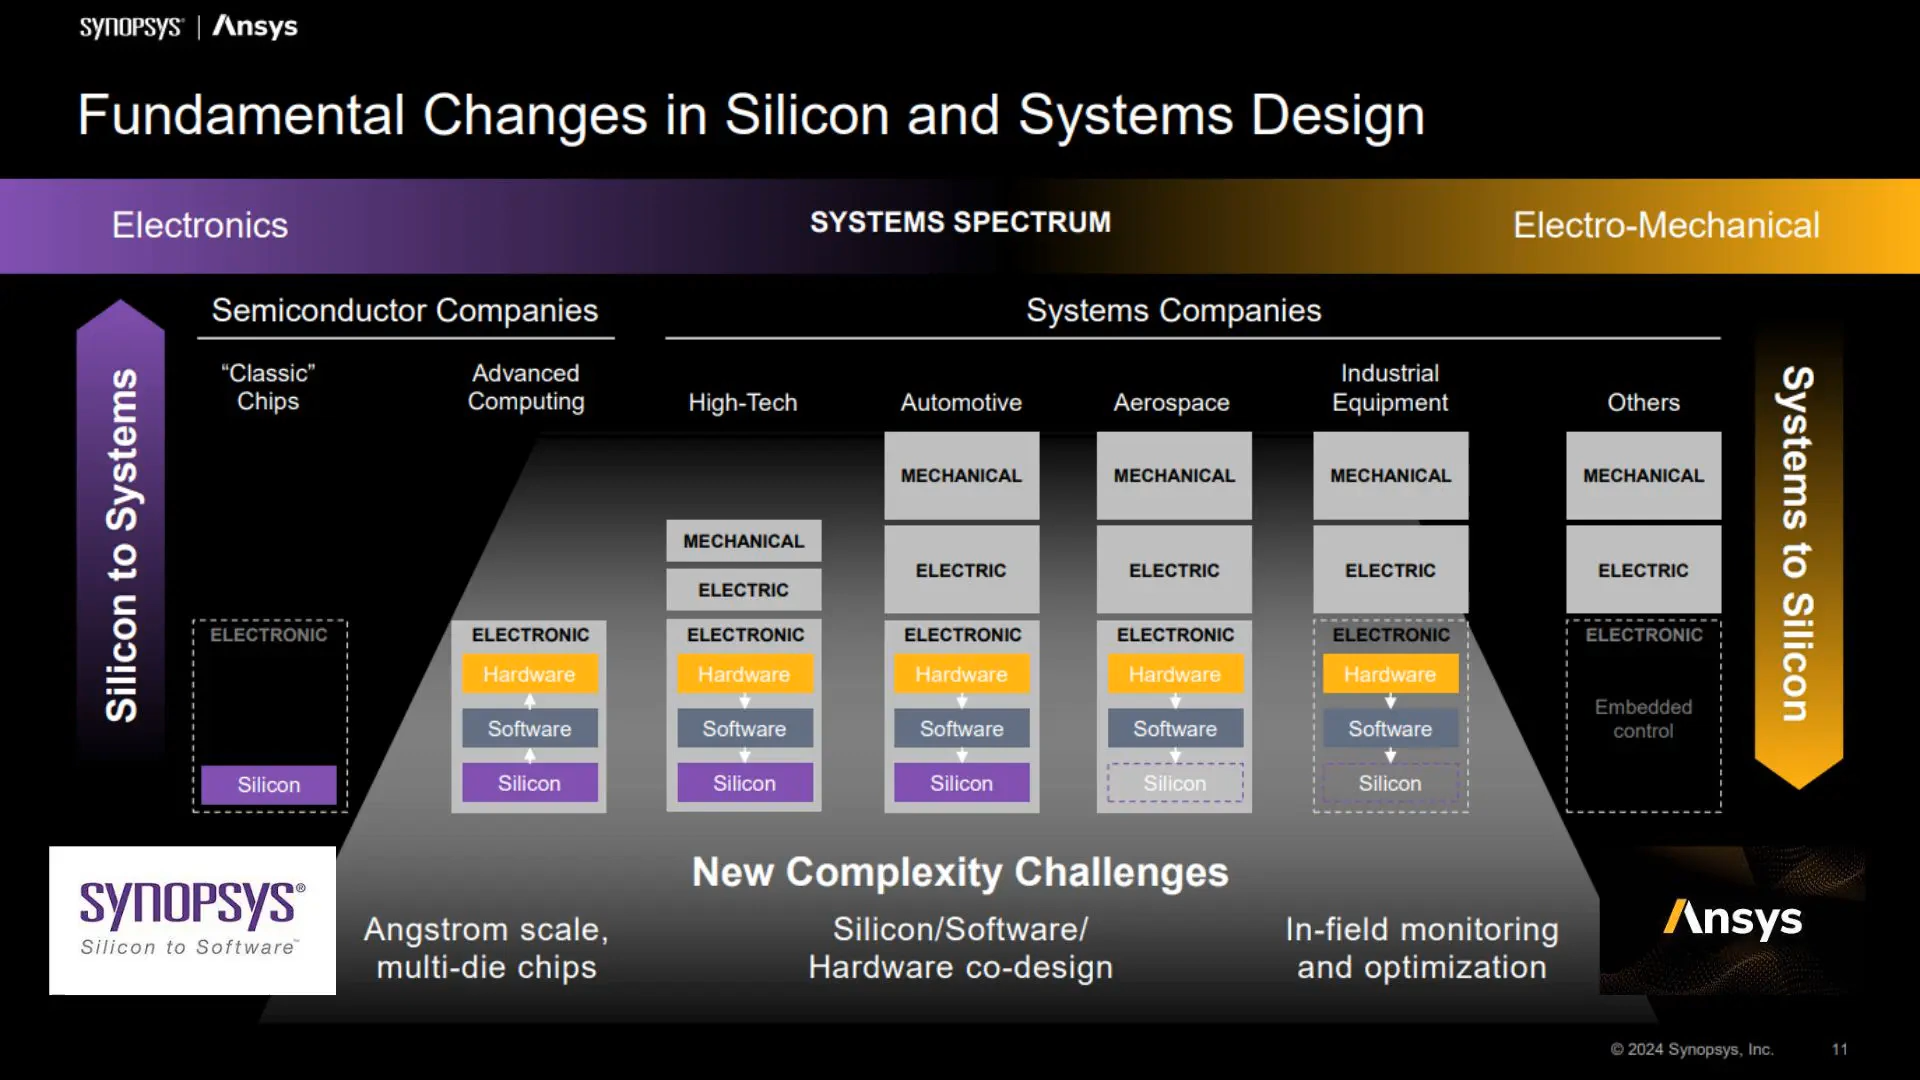 SYNOPSYS® | Ansys
Fundamental Changes in Silicon and Systems Design
Electronics
SYSTEMS SPECTRUM
Electro-Mechanical
Silicon to Systems
Semiconductor Companies
“Classic”
Chips
ELECTRONIC
Silicon
Advanced
Computing
ELECTRONIC
Hardware
Software
Silicon
Systems Companies
High-Tech
MECHANICAL
ELECTRIC
ELECTRONIC
Hardware
Software
Silicon
Automotive
MECHANICAL
ELECTRIC
ELECTRONIC
Hardware
Software
Silicon
Aerospace
MECHANICAL
ELECTRIC
ELECTRONIC
Hardware
Software
Silicon
Industrial
Equipment
MECHANICAL
ELECTRIC
ELECTRONIC
Hardware
Software
Silicon
Others
MECHANICAL
ELECTRIC
ELECTRONIC
Embedded
control
Systems to Silicon
New Complexity Challenges
Angstrom scale,
multi-die chips
Silicon/Software/
Hardware co-design
In-field monitoring
and optimization
SYNOPSYS®
Silicon to Software™
Ansys
© 2024 Synopsys, Inc.
11